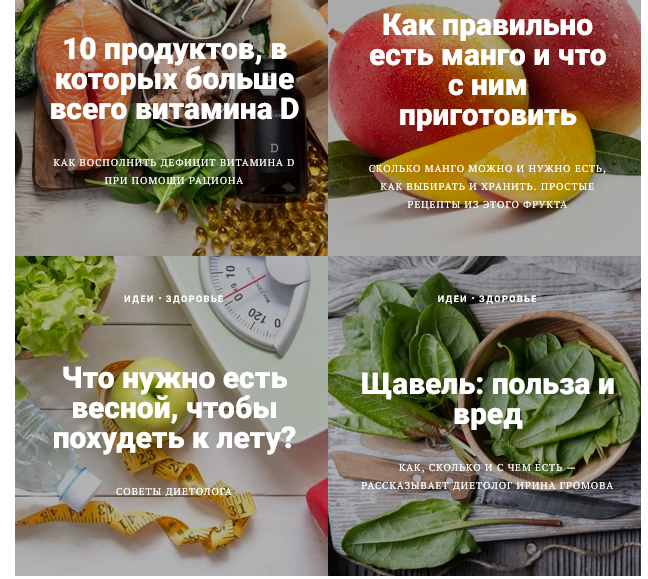 10 продуктов, в
которых больше
всего витамина D
D
КАК ВОСПОЛНИТЬ ДЕФИЦИТ ВИТАМИНА D
ПРИ ПОМОЩИ РАЦИОНА
Как правильно
есть манго и что
с ним
приготовить
СКОЛЬКО МАНГО МОЖНО И НУЖНО ЕСТЬ,
КАК ВЫБИРАТЬ И ХРАНИТЬ. ПРОСТЫЕ
РЕЦЕПТЫ ИЗ ЭТОГО ФРУКТА
ИДЕИ · ЗДОРОВЬЕ
10
kg
120
Что нужно есть
весной, чтобы
похудеть к лету?
СОВЕТЫ ДИЕТОЛОГА
ИДЕИ · ЗДОРОВЬЕ
Щавель: польза и
вред
КАК, СКОЛЬКО И С ЧЕМ ЕСТЬ —
РАССКАЗЫВАЕТ ДИЕТОЛОГ ИРИНА ГРОМОВА